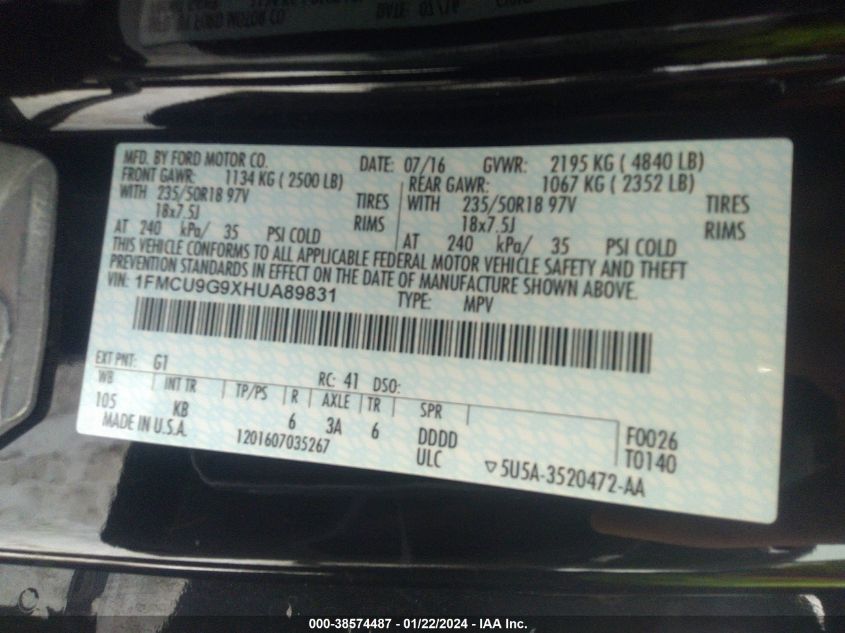 MFD. BY FORD MOTOR CO. DATE: 07/16 GVWR: 2195 KG ( 4840 LB)
FRONT GAWR: 1134 KG ( 2500 LB) REAR GAWR: 1067 KG ( 2352 LB)
WITH 235/50R18 97V TIRES WITH 235/50R18 97V TIRES
18x7.5J RIMS 18x7.5J RIMS
AT 240 kPa/ 35 PSI COLD AT 240 kPa/ 35 PSI COLD
THIS VEHICLE CONFORMS TO ALL APPLICABLE FEDERAL MOTOR VEHICLE SAFETY AND THEFT
PREVENTION STANDARDS IN EFFECT ON THE DATE OF MANUFACTURE SHOWN ABOVE.
VIN: 1FMCU9G9XHUA89831 TYPE: MPV
EXT PNT: G1 RC: 41 DSO:
WB INT TR TP/PS R AXLE TR SPR
105 KB 6 3A 6 DDDD F0026
MADE IN U.S.A. 1201607035267 ULC T0140
▽5U5A-3520472-AA
000-38574487 - 01/22/2024 - IAA Inc.